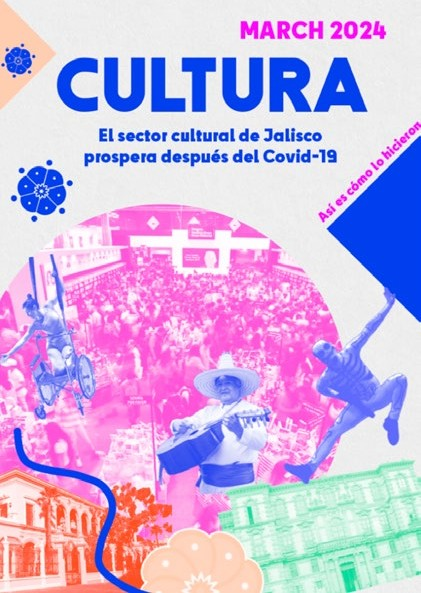 MARCH 2024
CULTURA
El sector cultural de Jalisco
prospera después del Covid-19
Así es cómo lo hicieron